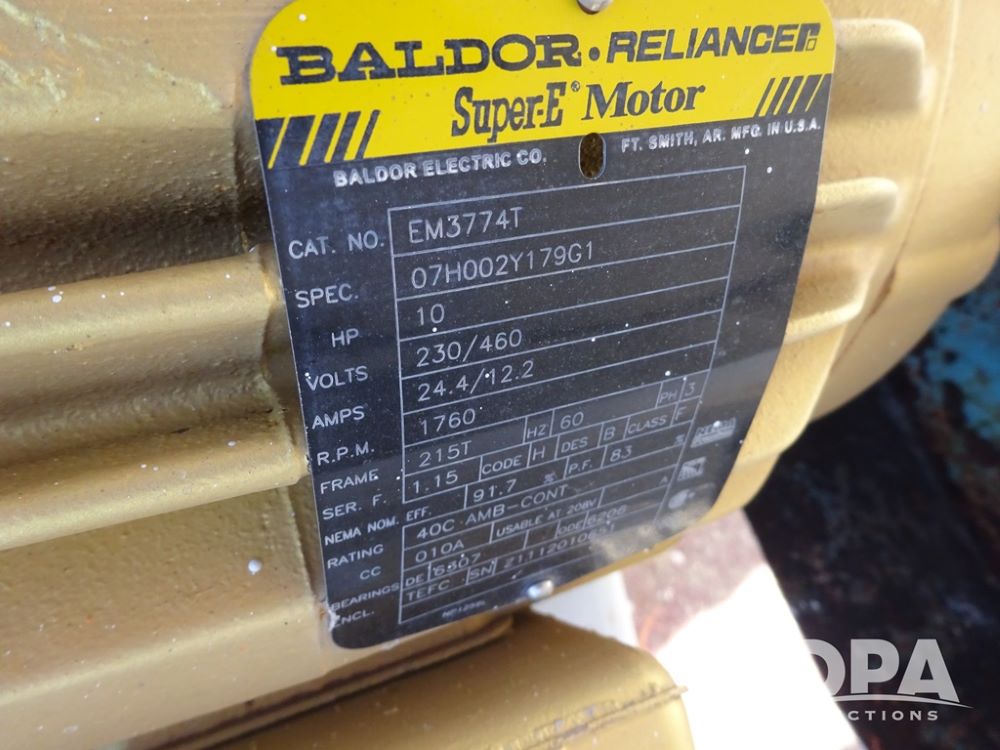 BALDOR • RELIANCER
Super-E® Motor
BALDOR ELECTRIC CO. FT. SMITH, AR. MFG. IN U.S.A.
CAT. NO. EM3774T
SPEC. 07H002Y179G1
HP 10
VOLTS 230/460
AMPS 24.4/12.2
R.P.M. 1760 HZ 60 PH 3
FRAME 215T DES B CLASS F
SER. F. 1.15 CODE H P.F. 83 %
NEMA NOM. EFF. 91.7 %
RATING 40C AMB-CONT
CC 010A USABLE AT 208V A
BEARINGS DE 6307 ODE 6206
ENCL. TEFC SN
OPA
CTIONS